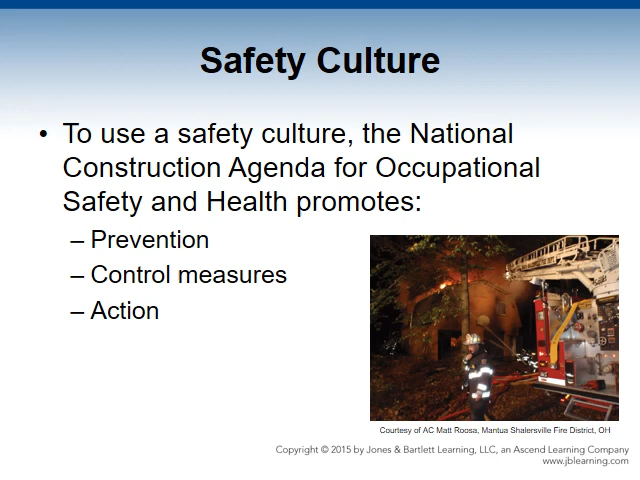 Safety Culture
• To use a safety culture, the National
Construction Agenda for Occupational
Safety and Health promotes:
– Prevention
– Control measures
– Action
Courtesy of AC Matt Roosa, Mantua Shalersville Fire District, OH
Copyright © 2015 by Jones & Bartlett Learning, LLC, an Ascend Learning Company
www.jblearning.com